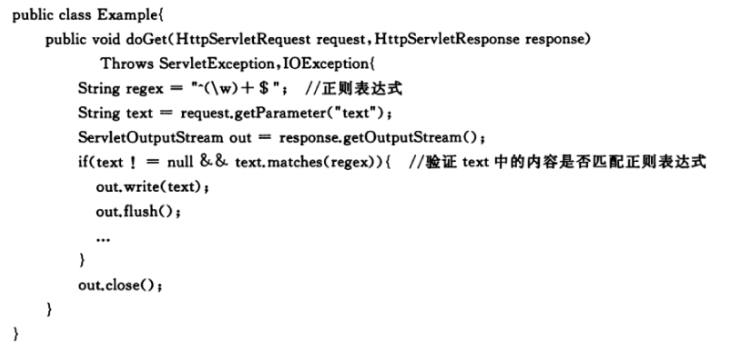 public class Example{
public void doGet(HttpServletRequest request,HttpServletResponse response)
Throws ServletException,IOException{
String regex = "^(\w)+$"; //正则表达式
String text = request.getParameter("text");
ServletOutputStream out = response.getOutputStream();
if(text ! = null && text.matches(regex)){ //验证 text 中的内容是否匹配正则表达式
out.write(text);
out.flush();
…
}
out.close();
}
}